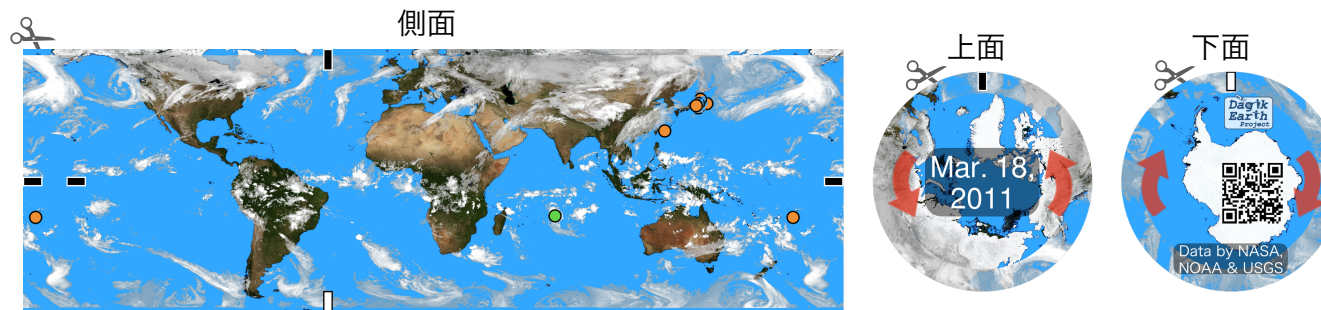 側面
上面
下面
Mar. 18,
2011
Dagik
Earth
Project
Data by NASA,
NOAA & USGS